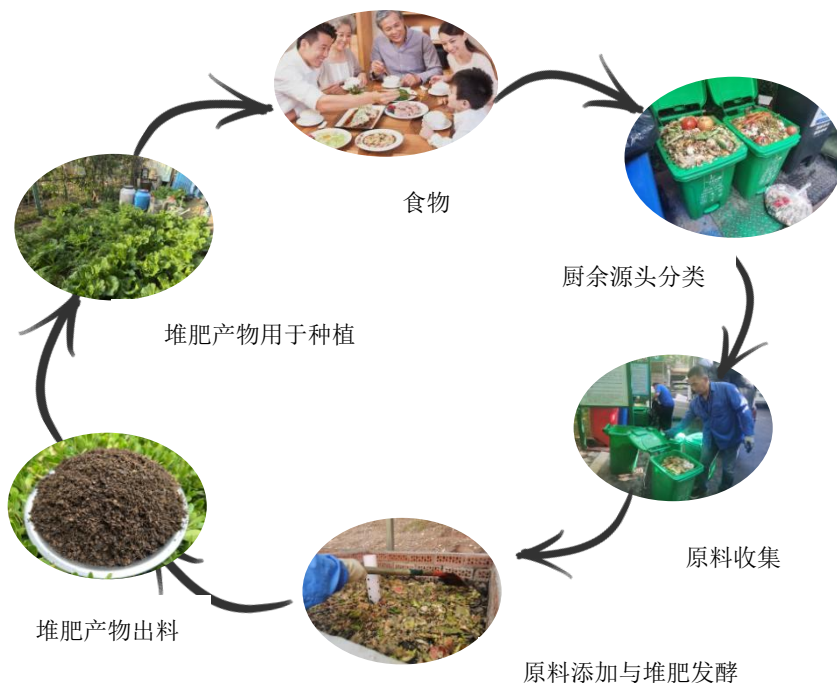 食物
厨余源头分类
原料收集
原料添加与堆肥发酵
堆肥产物出料
堆肥产物用于种植